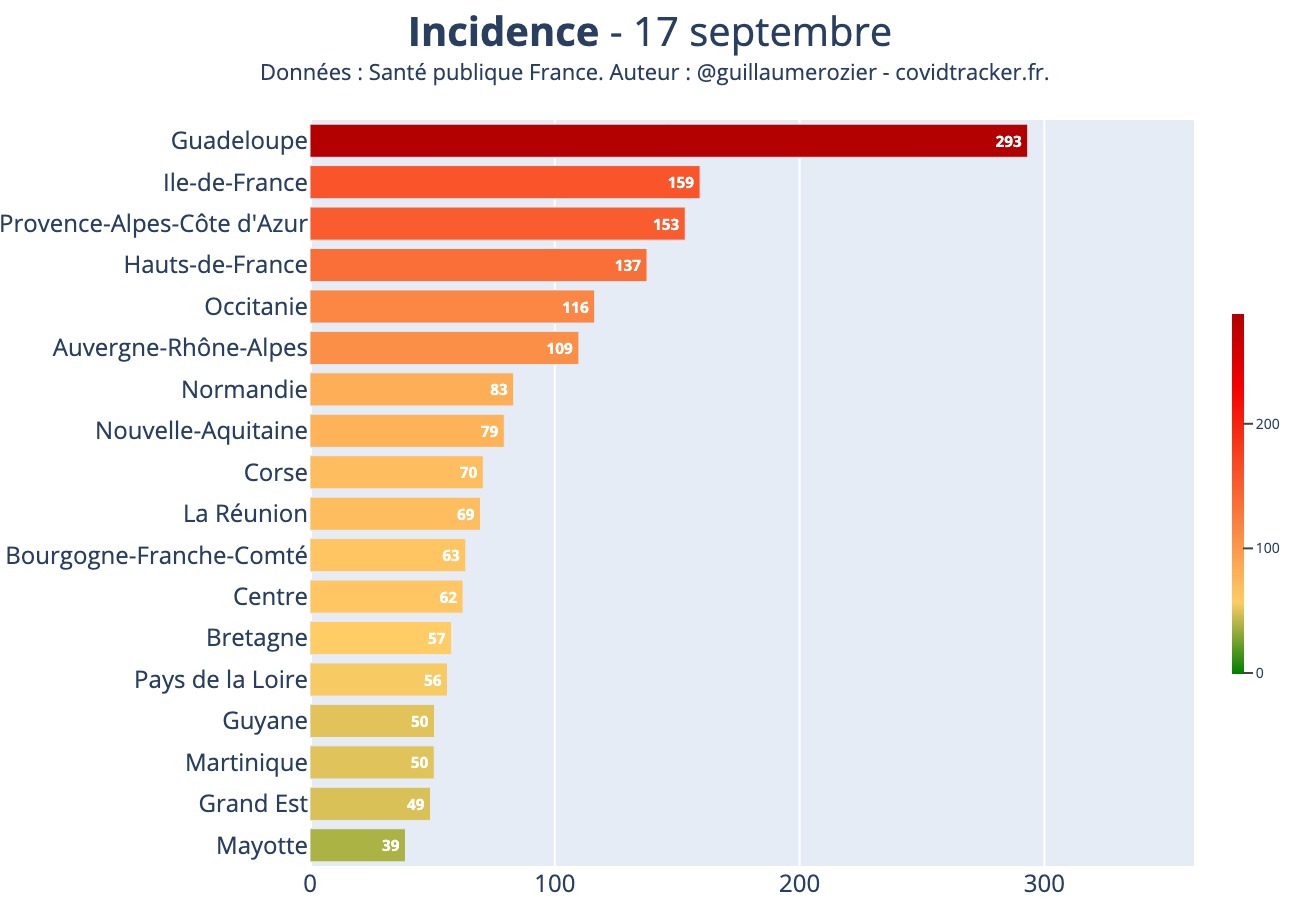 Incidence - 17 septembre
Données : Santé publique France. Auteur : @guillaumerozier - covidtracker.fr.
Guadeloupe 293
Ile-de-France 159
Provence-Alpes-Côte d'Azur 153
Hauts-de-France 137
Occitanie 116
Auvergne-Rhône-Alpes 109
Normandie 83
Nouvelle-Aquitaine 79
Corse 70
La Réunion 69
Bourgogne-Franche-Comté 63
Centre 62
Bretagne 57
Pays de la Loire 56
Guyane 50
Martinique 50
Grand Est 49
Mayotte 39
0 100 200 300
200
100
0